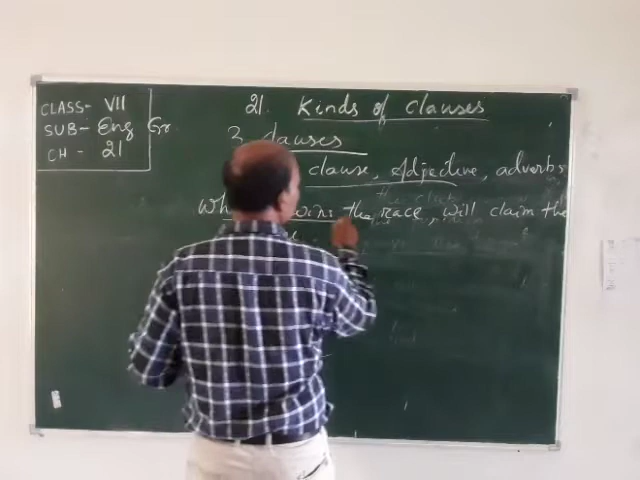 CLASS- VII
SUB- Eng Gr.
CH - 21
21. Kinds of clauses
3 clauses
clause, Adjective, adverbs
wins the race, will claim the